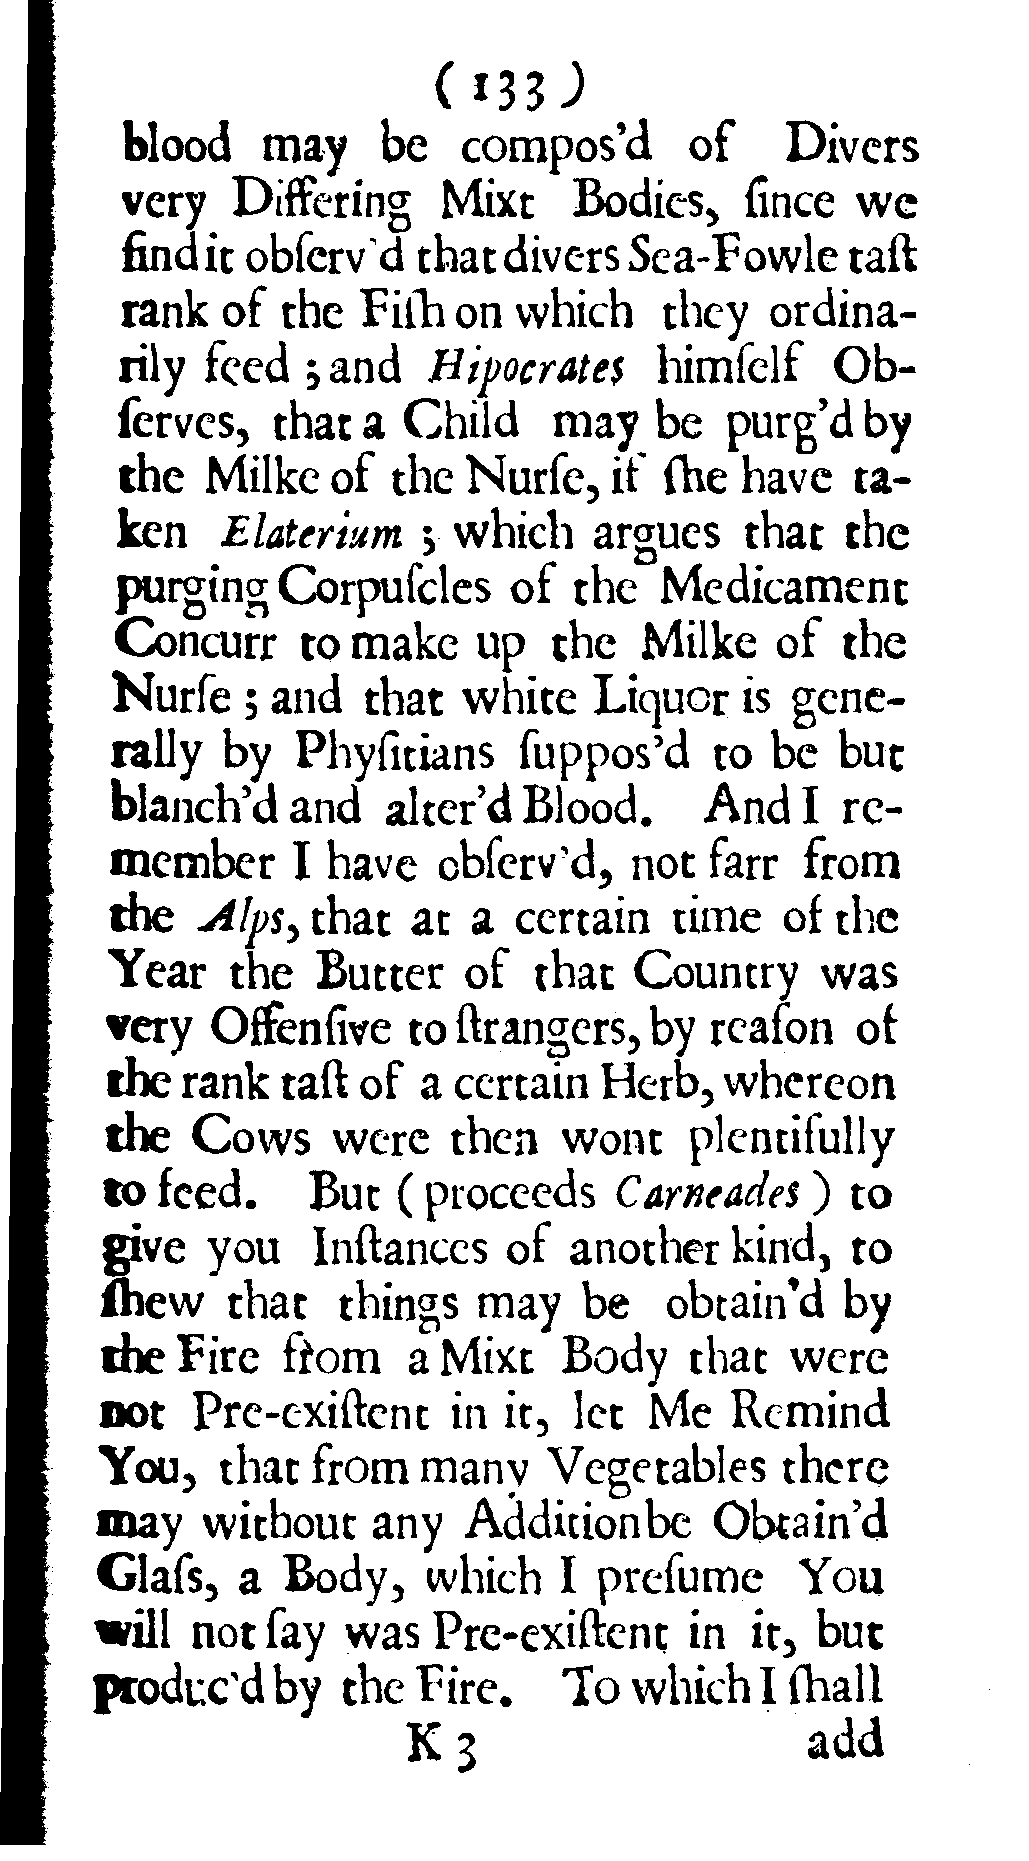 ( 133 )
blood may be compos'd of Divers
very Differing Mixt Bodies, ſince we
find it obſerv'd that divers Sea-Fowle taſt
rank of the Fiſh on which they ordina-
rily feed ; and Hipocrates himſelf Ob-
ſerves, that a Child may be purg'd by
the Milke of the Nurſe, if ſhe have ta-
ken Elaterium ; which argues that the
purging Corpuſcles of the Medicament
Concurr to make up the Milke of the
Nurſe ; and that white Liquor is gene-
rally by Phyſitians ſuppos'd to be but
blanch'd and alter'd Blood. And I re-
member I have obſerv'd, not farr from
the Alps, that at a certain time of the
Year the Butter of that Country was
very Offenſive to ſtrangers, by reaſon of
the rank taſt of a certain Herb, whereon
the Cows were then wont plentifully
to feed. But ( proceeds Carneades ) to
give you Inſtances of another kind, to
ſhew that things may be obtain'd by
the Fire from a Mixt Body that were
not Pre-exiſtent in it, let Me Remind
You, that from many Vegetables there
may without any Addition be Obtain'd
Glaſs, a Body, which I preſume You
will not ſay was Pre-exiſtent in it, but
produc'd by the Fire. To which I ſhall
K 3 add